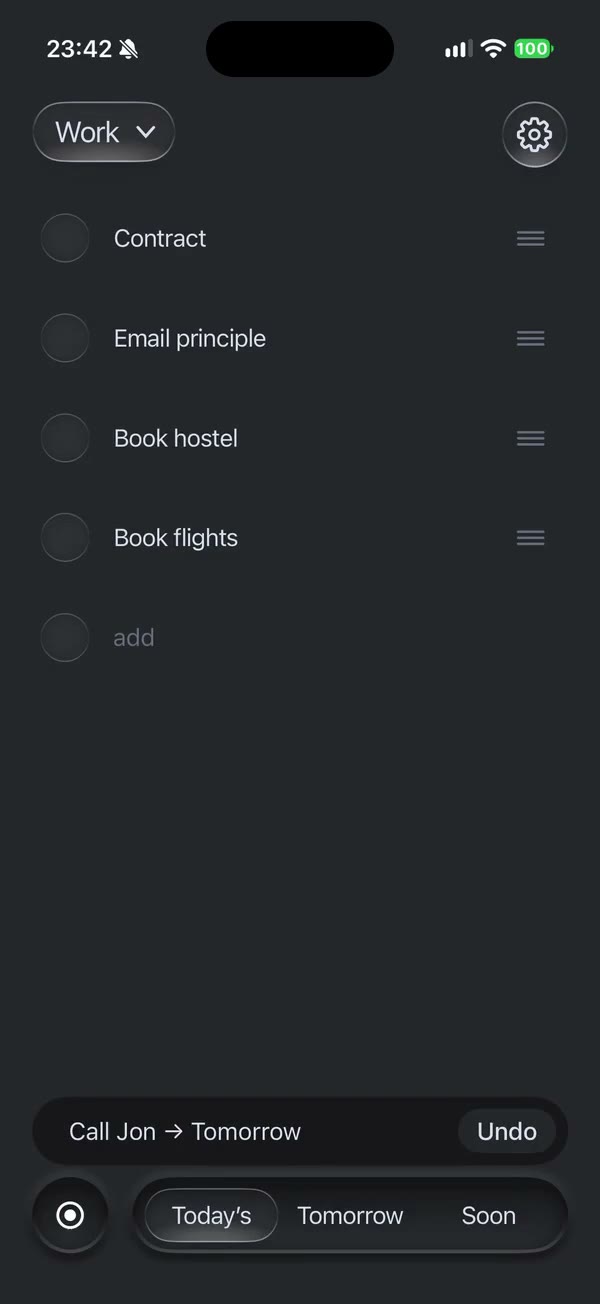 23:42
100
Work
Contract
Email principle
Book hostel
Book flights
add
Call Jon → Tomorrow Undo
Today’s Tomorrow Soon